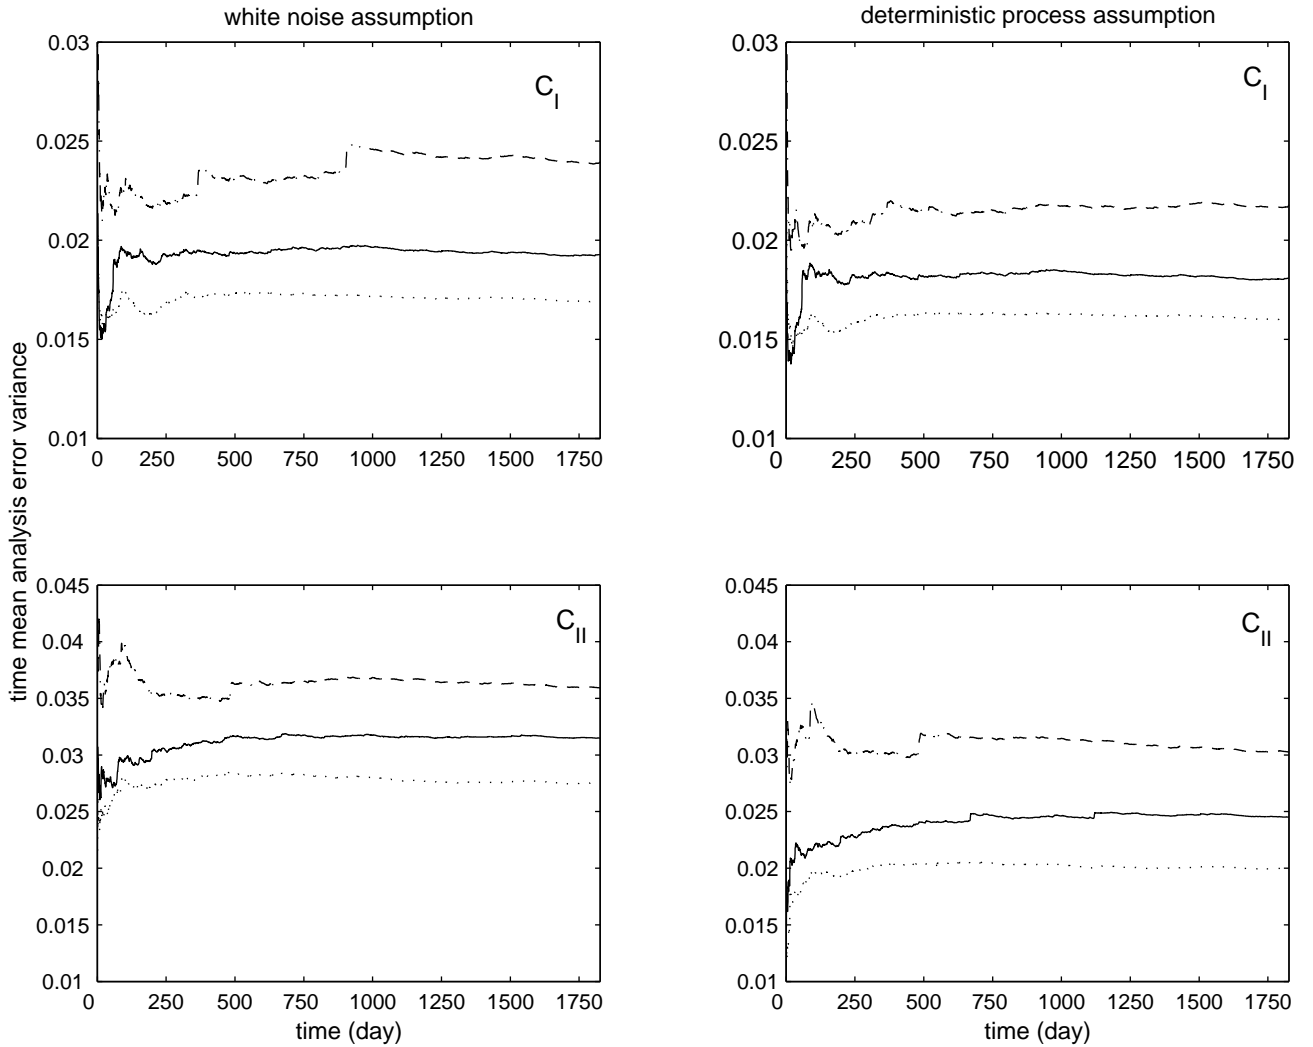 white noise assumption
deterministic process assumption
time mean analysis error variance
0.03
0.025
0.02
0.015
0.01
0 250 500 750 1000 1250 1500 1750
C_I
0.03
0.025
0.02
0.015
0.01
0 250 500 750 1000 1250 1500 1750
C_I
0.045
0.04
0.035
0.03
0.025
0.02
0.015
0.01
0 250 500 750 1000 1250 1500 1750
time (day)
C_II
0.045
0.04
0.035
0.03
0.025
0.02
0.015
0.01
0 250 500 750 1000 1250 1500 1750
time (day)
C_II